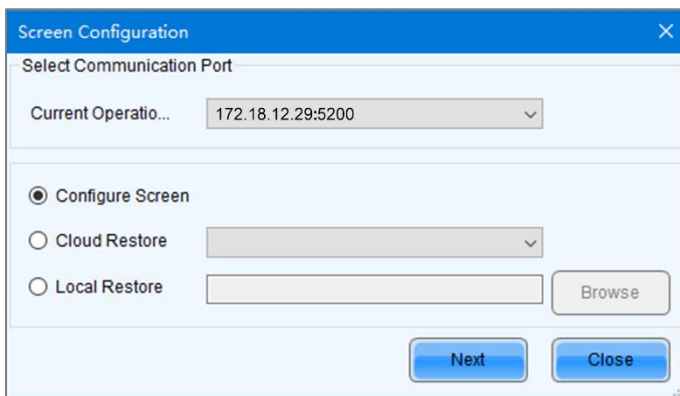 Screen Configuration
Select Communication Port
Current Operatio... 172.18.12.29:5200
Configure Screen
Cloud Restore
Local Restore Browse
Next Close